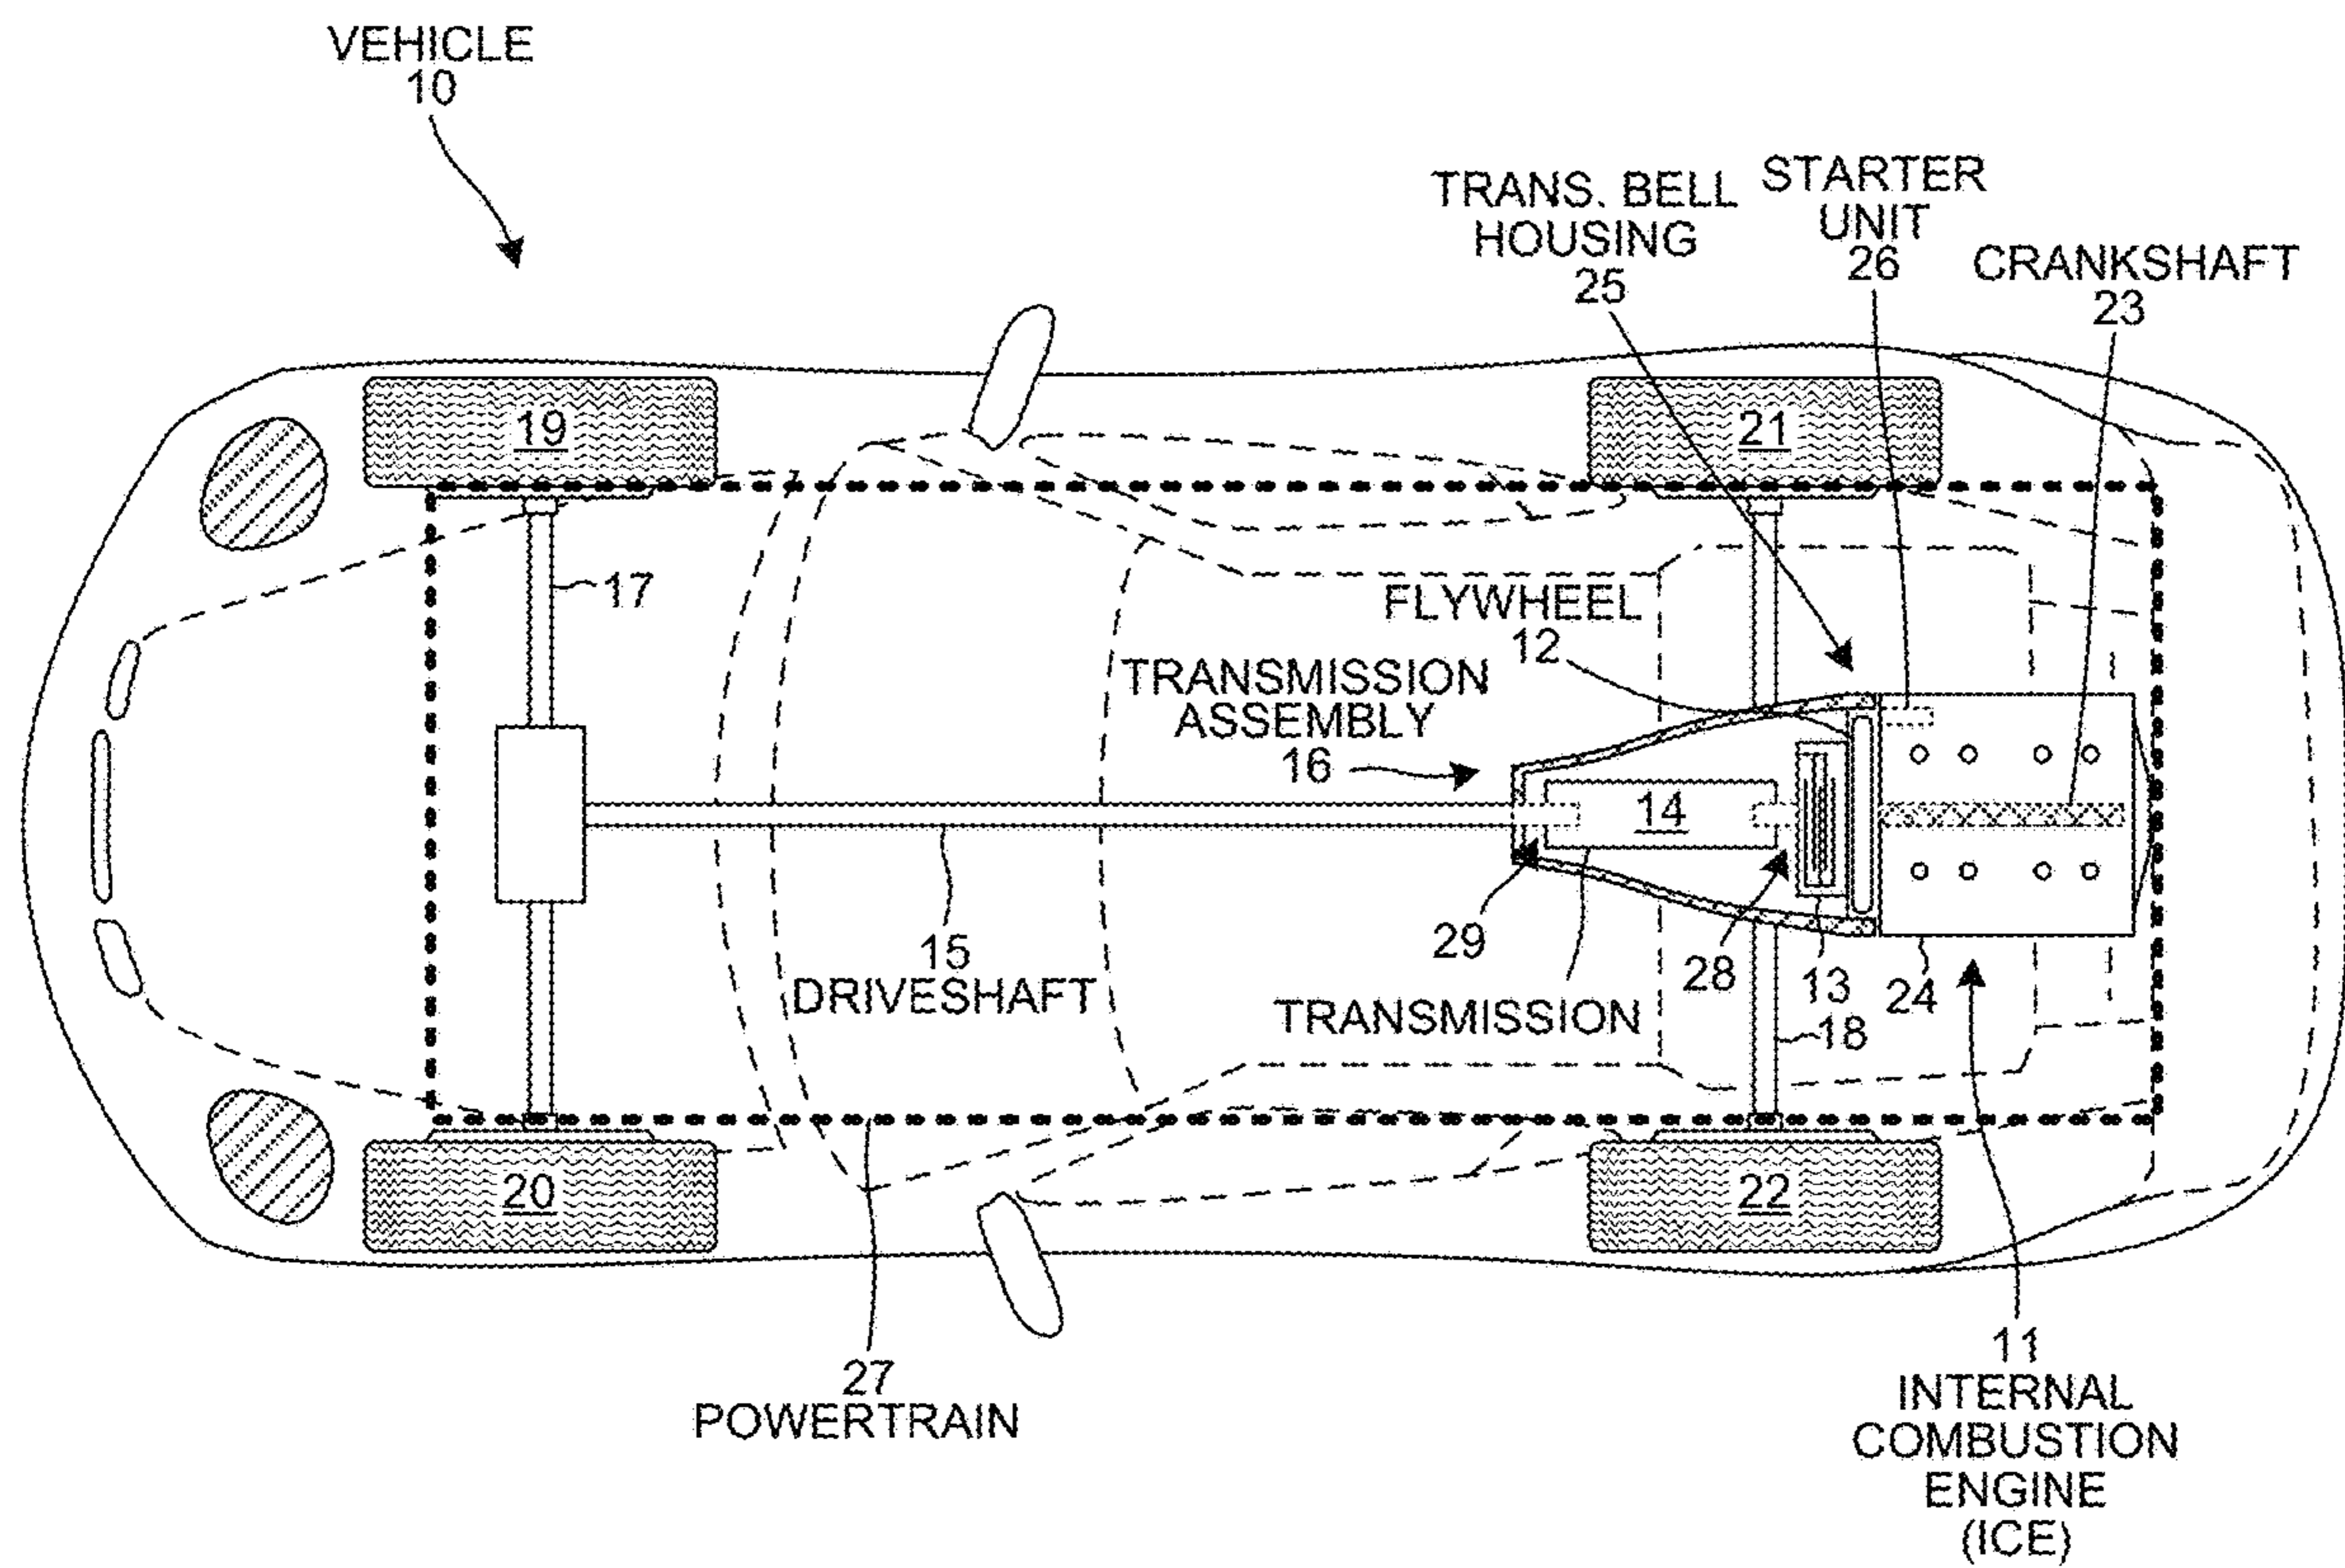 VEHICLE
10
TRANS. BELL
HOUSING
25
STARTER
UNIT
26
CRANKSHAFT
23
19
21
17
FLYWHEEL
12
TRANSMISSION
ASSEMBLY
16
14
29
15
DRIVESHAFT
28
13
24
TRANSMISSION
18
20
22
27
POWERTRAIN
11
INTERNAL
COMBUSTION
ENGINE
(ICE)